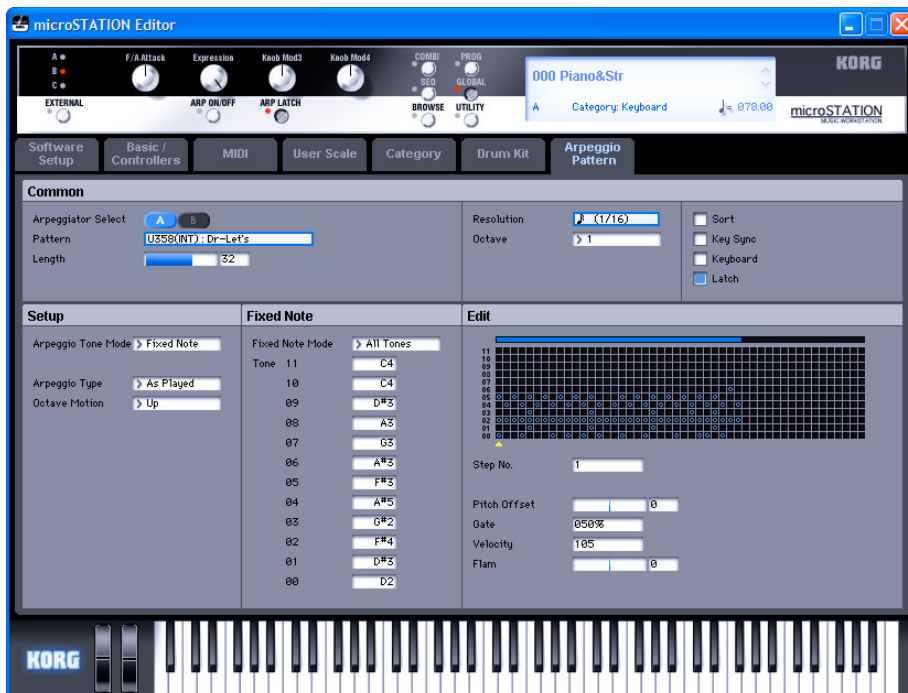 microSTATION Editor
A
B
C
F/A Attack Expression Knob Mod3 Knob Mod4
COMBI PROG
SEQ GLOBAL
EXTERNAL ARP ON/OFF ARP LATCH BROWSE UTILITY
000 Piano&Str
A Category: Keyboard ♩= 078.00
KORG
microSTATION
MUSIC WORKSTATION
Software Setup
Basic / Controllers
MIDI
User Scale
Category
Drum Kit
Arpeggio Pattern
Common
Arpeggiator Select A B
Pattern U358(INT) : Dr-Let's
Length 32
Resolution (1/16)
Octave 1
Sort
Key Sync
Keyboard
Latch
Setup
Arpeggio Tone Mode Fixed Note
Arpeggio Type As Played
Octave Motion Up
Fixed Note
Fixed Note Mode All Tones
Tone 11 C4
10 C4
09 D#3
08 A3
07 G3
06 A#3
05 F#3
04 A#5
03 G#2
02 F#4
01 D#3
00 D2
Edit
11
10
09
08
07
06
05
04
03
02
01
00
Step No. 1
Pitch Offset 0
Gate 050%
Velocity 105
Flam 0
KORG